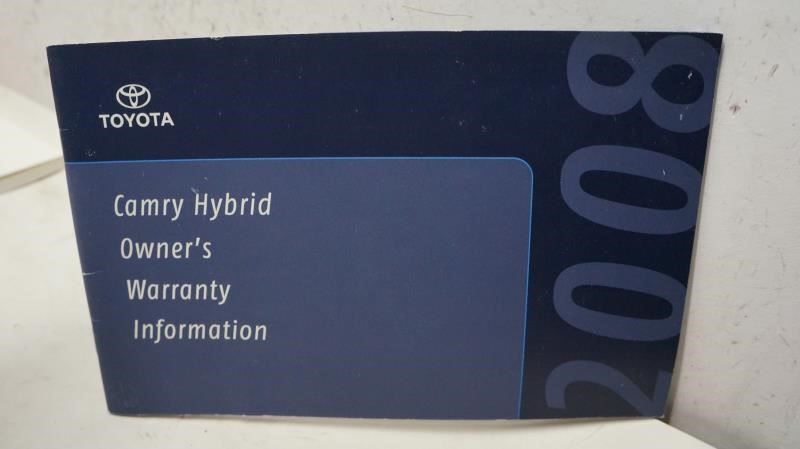 TOYOTA
Camry Hybrid
Owner's
Warranty
Information
2008